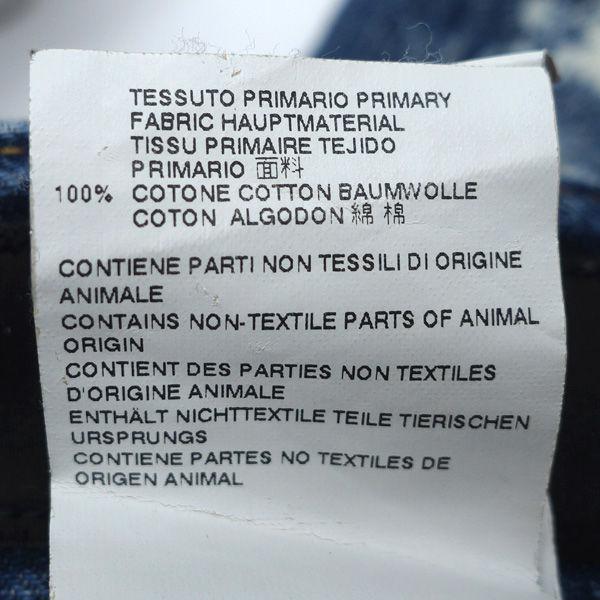 TESSUTO PRIMARIO PRIMARY
FABRIC HAUPTMATERIAL
TISSU PRIMAIRE TEJIDO
PRIMARIO 面料
100% COTONE COTTON BAUMWOLLE
COTON ALGODON 綿 棉
CONTIENE PARTI NON TESSILI DI ORIGINE
ANIMALE
CONTAINS NON-TEXTILE PARTS OF ANIMAL
ORIGIN
CONTIENT DES PARTIES NON TEXTILES
D'ORIGINE ANIMALE
ENTHÄLT NICHTTEXTILE TEILE TIERISCHEN
URSPRUNGS
CONTIENE PARTES NO TEXTILES DE
ORIGEN ANIMAL